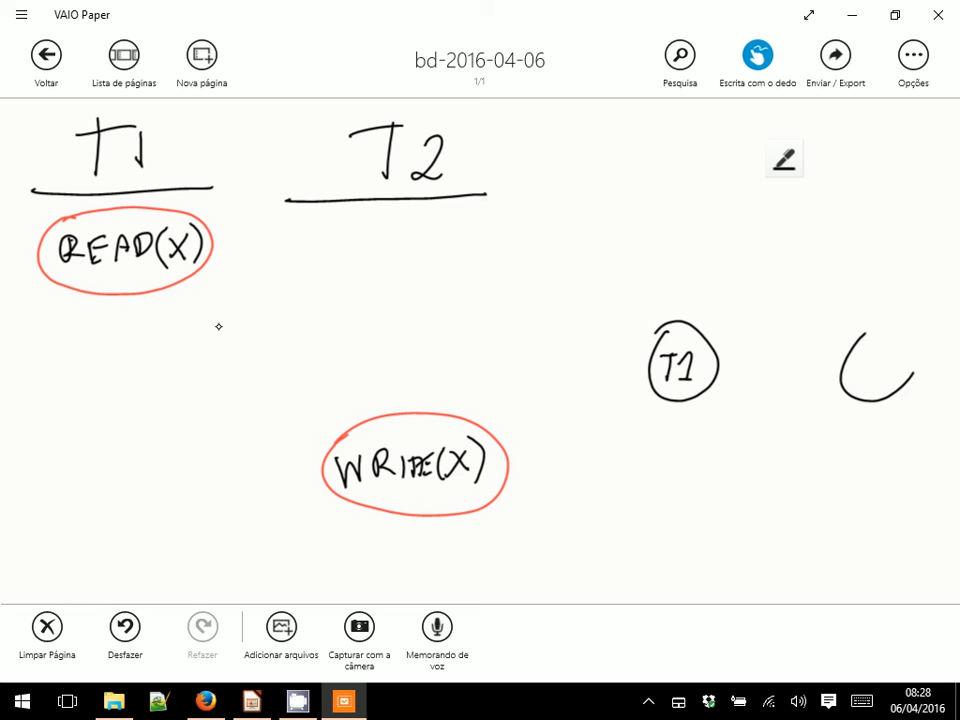 VAIO Paper
bd-2016-04-06
1/1
Voltar
Lista de páginas
Nova página
Pesquisa
Escrita com o dedo
Enviar / Export
Opções
T1 T2
READ(X)
T1
WRITE(X)
Limpar Página
Desfazer
Refazer
Adicionar arquivos
Capturar com a
câmera
Memorando de
voz
08:28
06/04/2016